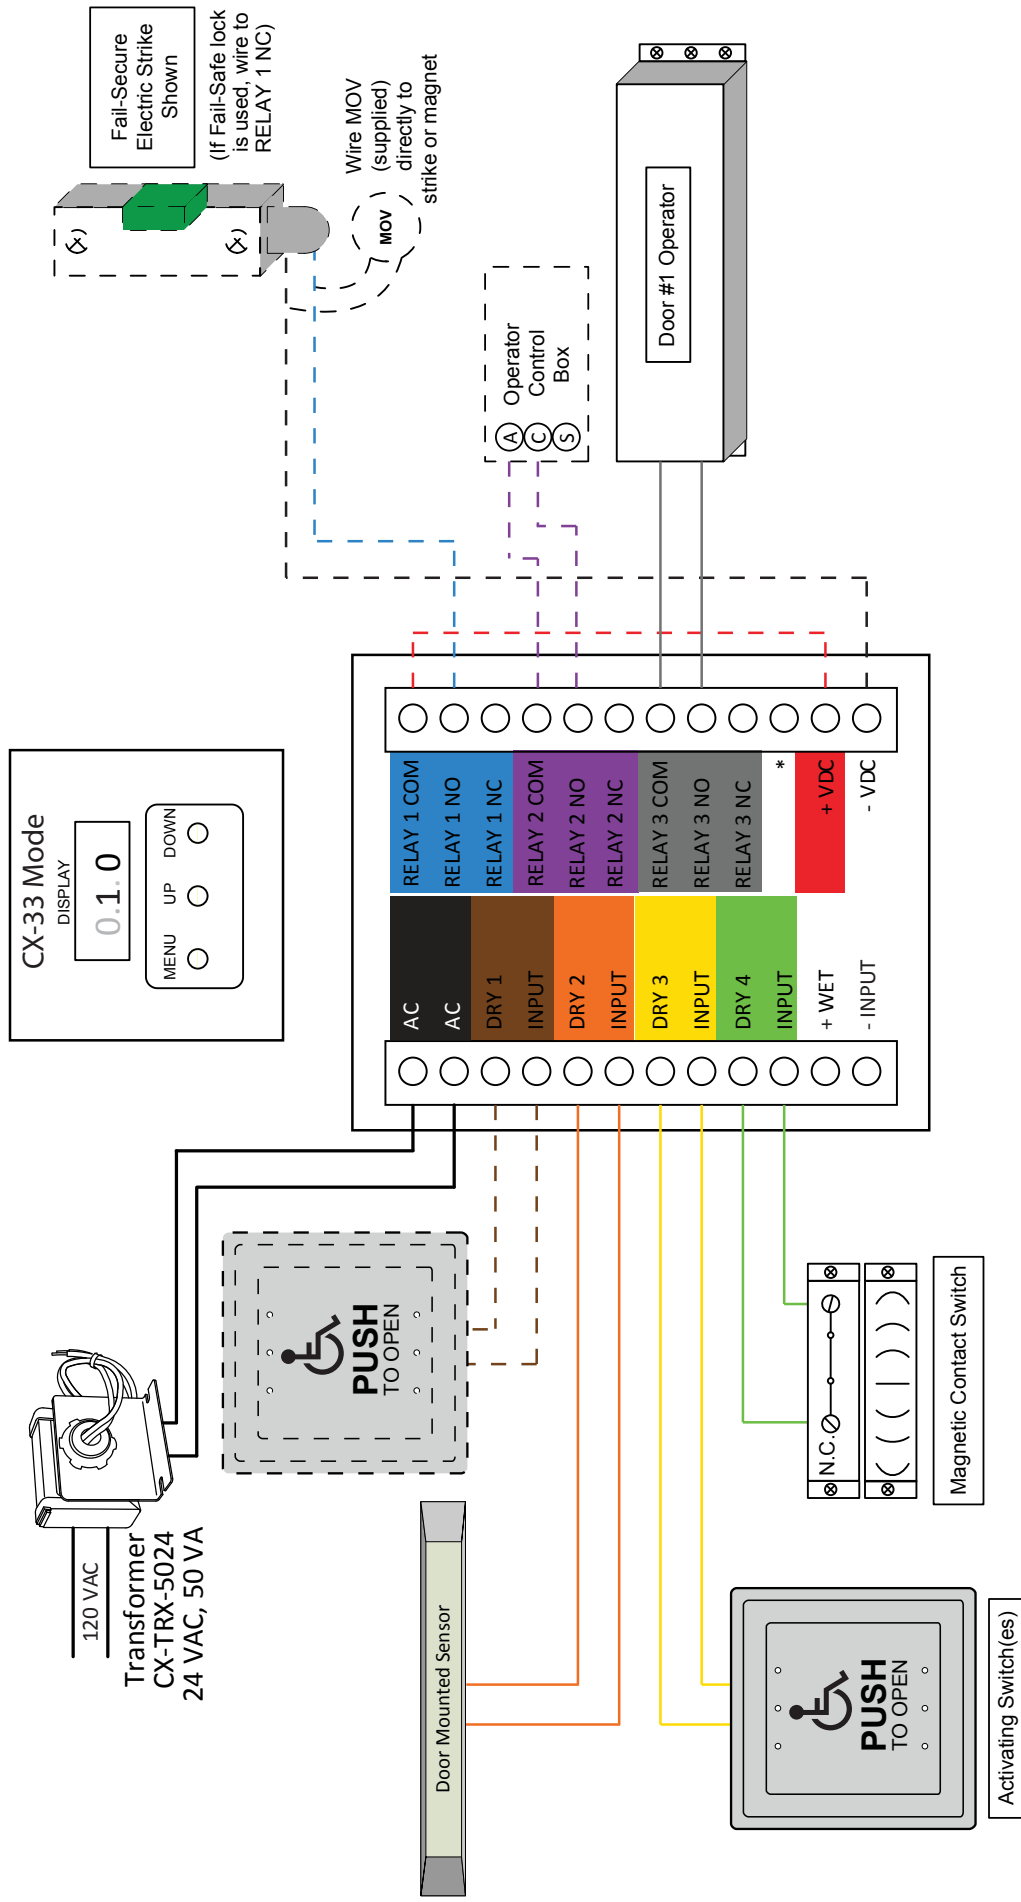 120 VAC
Transformer
CX-TRX-5024
24 VAC, 50 VA
CX-33 Mode
DISPLAY
0.1.0
MENU
UP
DOWN
Fail-Secure
Electric Strike
Shown
(If Fail-Safe lock
is used, wire to
RELAY 1 NC)
MOV
Wire MOV
(supplied)
directly to
strike or magnet
PUSH
TO OPEN
Door Mounted Sensor
AC
RELAY 1 COM
AC
RELAY 1 NO
DRY 1
RELAY 1 NC
INPUT
RELAY 2 COM
DRY 2
RELAY 2 NO
INPUT
RELAY 2 NC
DRY 3
RELAY 3 COM
INPUT
RELAY 3 NO
DRY 4
RELAY 3 NC
INPUT
*
+ WET
+ VDC
- INPUT
- VDC
A
C
S
Operator
Control
Box
Door #1 Operator
N.C.
Magnetic Contact Switch
PUSH
TO OPEN
Activating Switch(es)